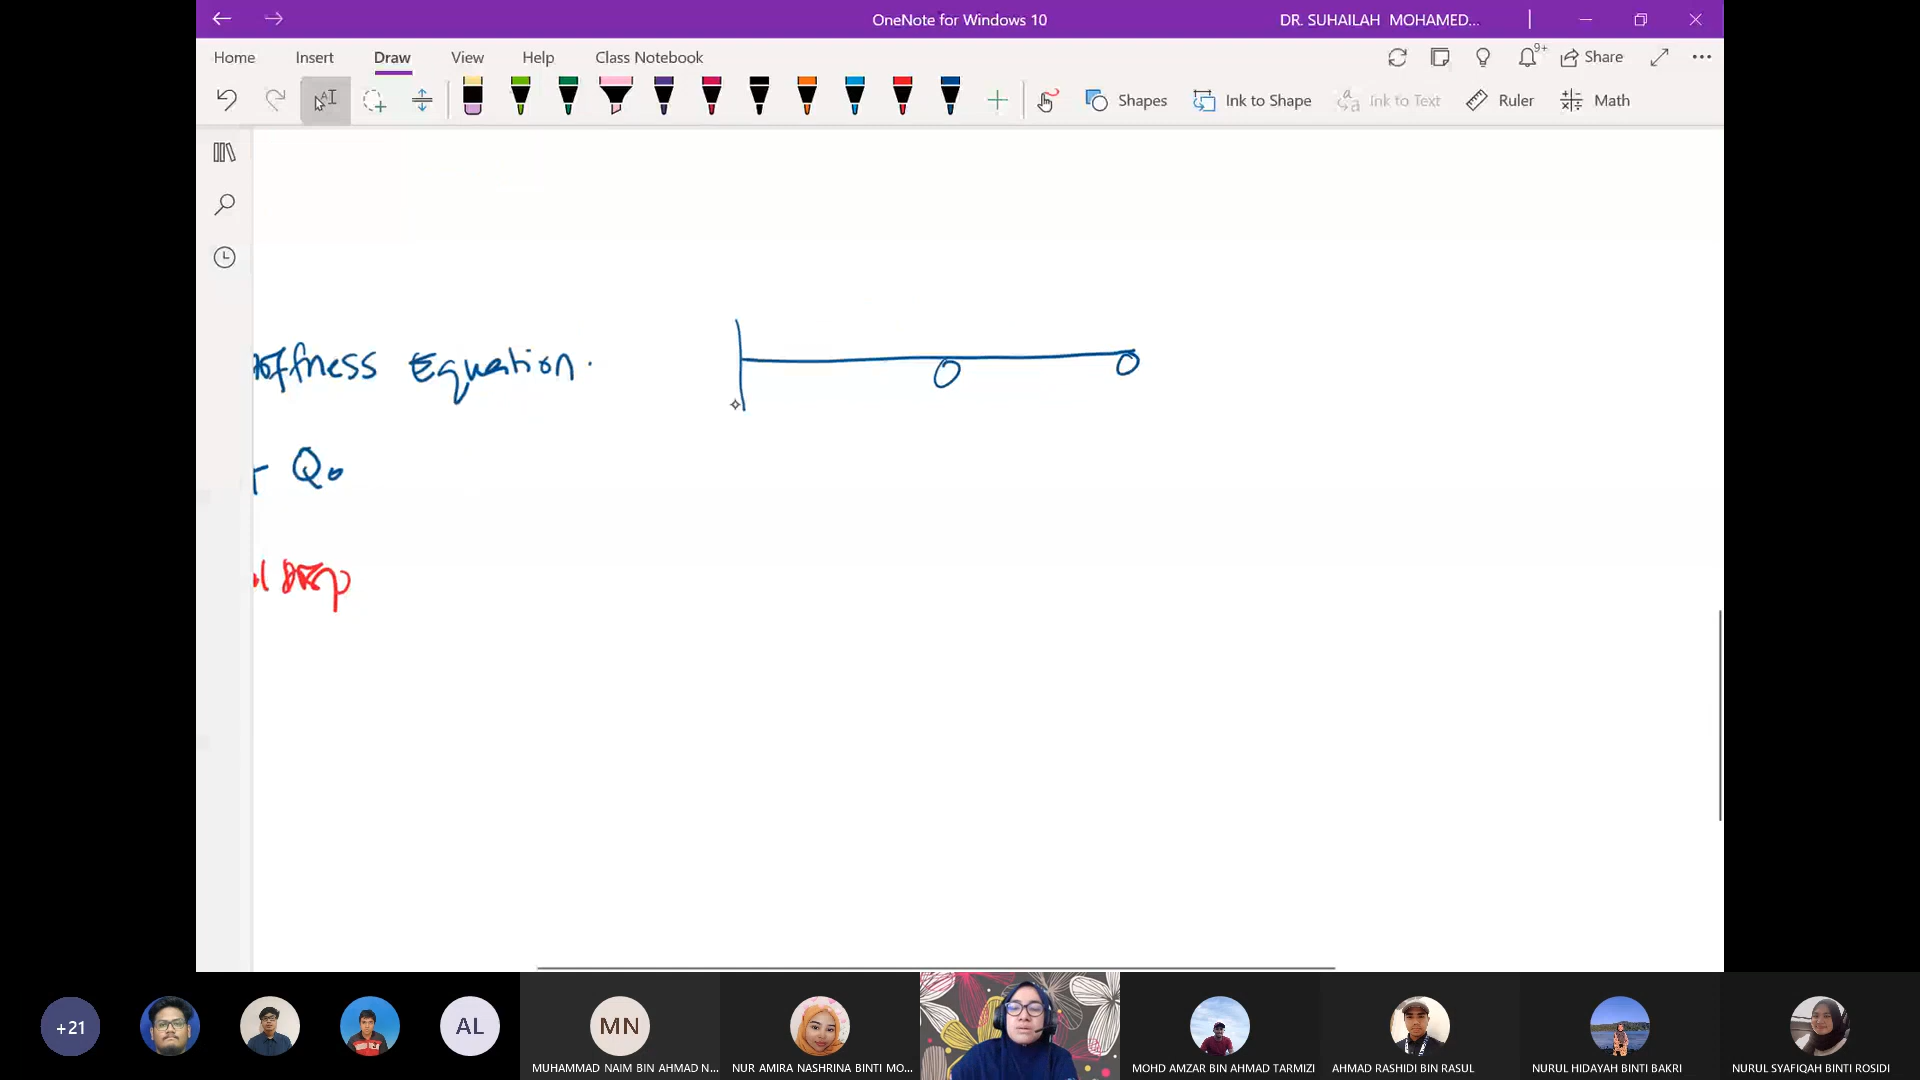 OneNote for Windows 10
DR. SUHAILAH MOHAMED...
Home Insert Draw View Help Class Notebook
9+
Share
Shapes
Ink to Shape
Ink to Text
Ruler
Math
ffness Equation.
+ Qo
+21
AL
MN
MUHAMMAD NAIM BIN AHMAD N...
NUR AMIRA NASHRINA BINTI MO...
MOHD AMZAR BIN AHMAD TARMIZI
AHMAD RASHIDI BIN RASUL
NURUL HIDAYAH BINTI BAKRI
NURUL SYAFIQAH BINTI ROSIDI